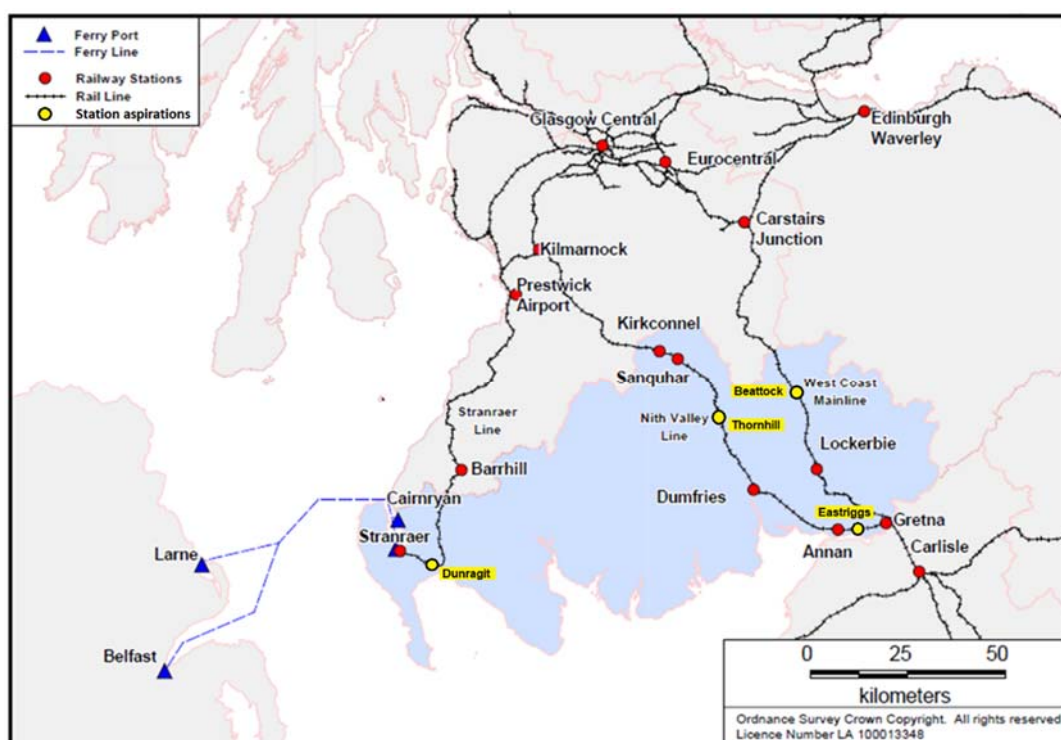 Ferry Port
Ferry Line
Railway Stations
Rail Line
Station aspirations
Glasgow Central
Edinburgh
Waverley
Eurocentral
Carstairs
Junction
Kilmarnock
Prestwick
Airport
Kirkconnel
Sanquhar
Beattock
West Coast
Mainline
Stranraer
Line
Nith Valley
Line
Thornhill
Barrhill
Lockerbie
Cairnryan
Dumfries
Eastriggs
Gretna
Stranraer
Annan
Larne
Dunragit
Carlisle
Belfast
0 25 50
kilometers
Ordnance Survey Crown Copyright. All rights reserved
Licence Number LA 100013348